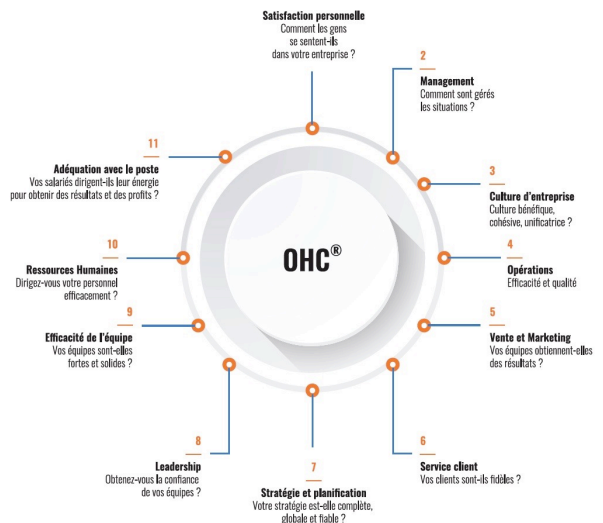 Satisfaction personnelle
Comment les gens
se sentent-ils
dans votre entreprise ?
2
Management
Comment sont gérés
les situations ?
3
Culture d'entreprise
Culture bénéfique,
cohésive, unificatrice ?
4
Opérations
Efficacité et qualité
5
Vente et Marketing
Vos équipes obtiennent-elles
des résultats ?
6
Service client
Vos clients sont-ils fidèles ?
7
Stratégie et planification
Votre stratégie est-elle complète,
globale et fiable ?
8
Leadership
Obtenez-vous la confiance
de vos équipes ?
9
Efficacité de l'équipe
Vos équipes sont-elles
fortes et solides ?
10
Ressources Humaines
Dirigez-vous votre personnel
efficacement ?
11
Adéquation avec le poste
Vos salariés dirigent-ils leur énergie
pour obtenir des résultats et des profits ?
OHC®